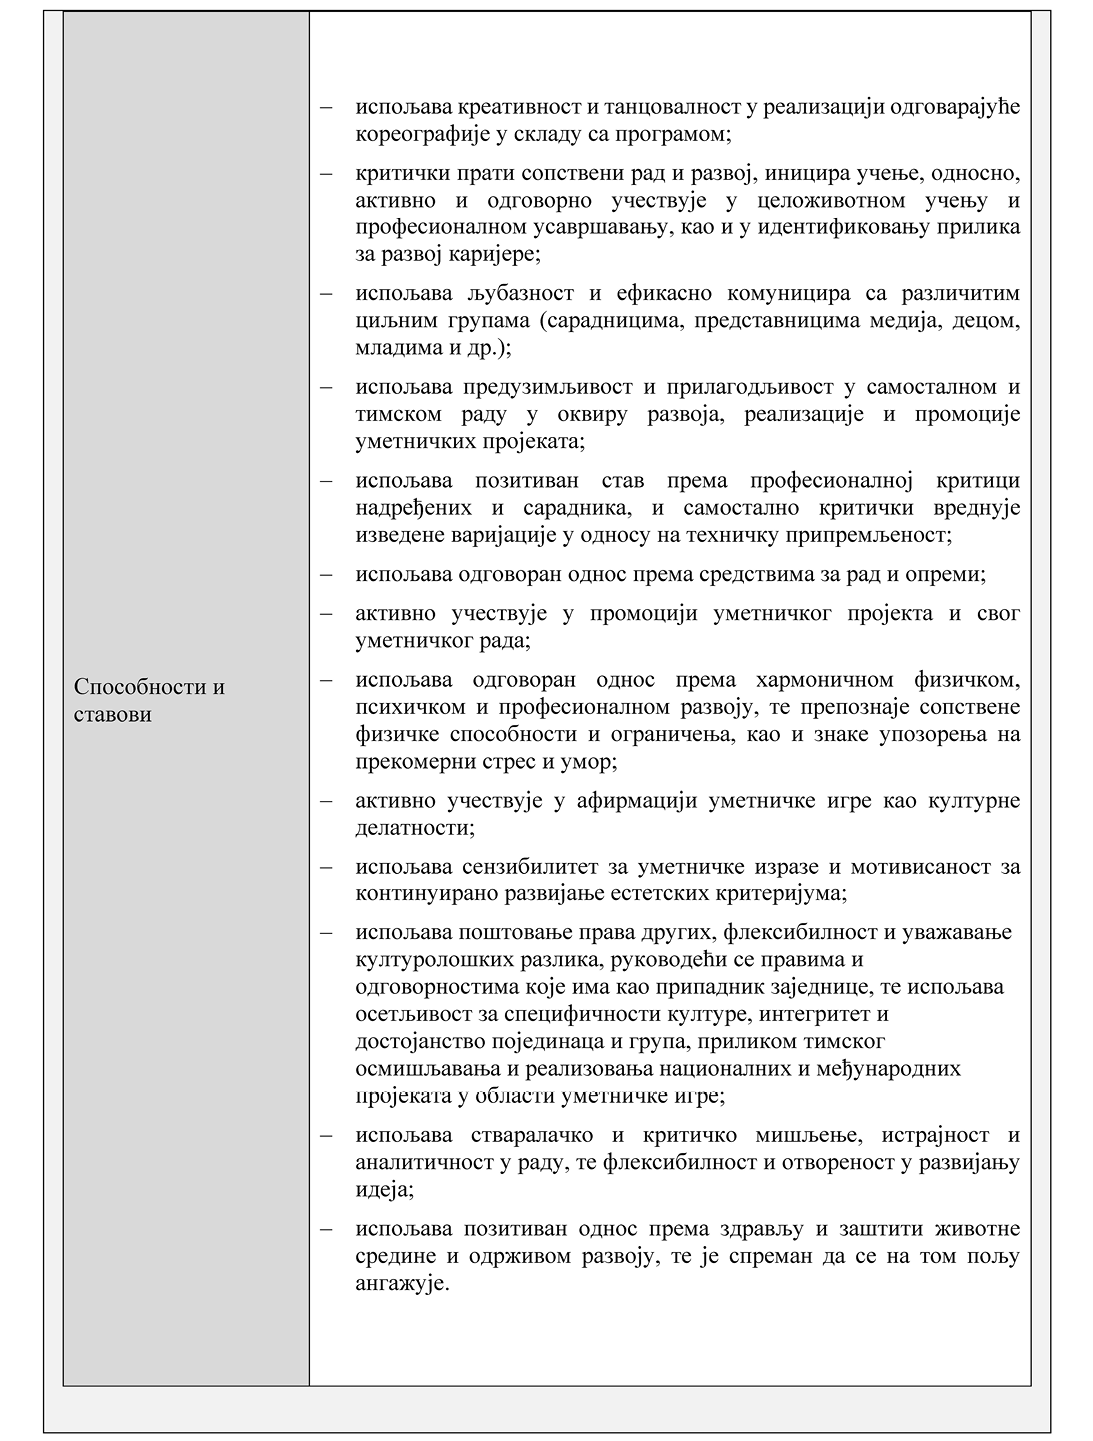 Способности и
ставови
– испољава креативност и танцовалност у реализацији одговарајуће
кореографије у складу са програмом;
– критички прати сопствени рад и развој, иницира учење, односно,
активно и одговорно учествује у целоживотном учењу и
професионалном усавршавању, као и у идентификовању прилика
за развој каријере;
– испољава љубазност и ефикасно комуницира са различитим
циљним групама (сарадницима, представницима медија, децом,
младима и др.);
– испољава предузимљивост и прилагодљивост у самосталном и
тимском раду у оквиру развоја, реализације и промоције
уметничких пројеката;
– испољава позитиван став према професионалној критици
надређених и сарадника, и самостално критички вреднује
изведене варијације у односу на техничку припремљеност;
– испољава одговоран однос према средствима за рад и опреми;
– активно учествује у промоцији уметничког пројекта и свог
уметничког рада;
– испољава одговоран однос према хармоничном физичком,
психичком и професионалном развоју, те препознаје сопствене
физичке способности и ограничења, као и знаке упозорења на
прекомерни стрес и умор;
– активно учествује у афирмацији уметничке игре као културне
делатности;
– испољава сензибилитет за уметничке изразе и мотивисаност за
континуирано развијање естетских критеријума;
– испољава поштовање права других, флексибилност и уважавање
културолошких разлика, руководећи се правима и
одговорностима које има као припадник заједнице, те испољава
осетљивост за специфичности културе, интегритет и
достојанство појединаца и група, приликом тимског
осмишљавања и реализовања националних и међународних
пројеката у области уметничке игре;
– испољава стваралачко и критичко мишљење, истрајност и
аналитичност у раду, те флексибилност и отвореност у развијању
идеја;
– испољава позитиван однос према здрављу и заштити животне
средине и одрживом развоју, те је спреман да се на том пољу
ангажује.